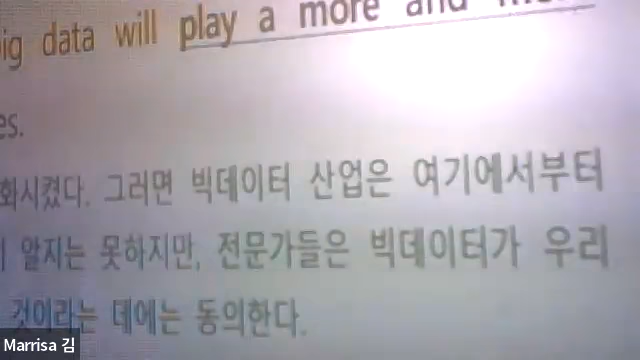 ig data will play a more and
es.
화시켰다. 그러면 빅데이터 산업은 여기에서부터
알지는 못하지만, 전문가들은 빅데이터가 우리
것이라는 데에는 동의한다.
Marrisa 김